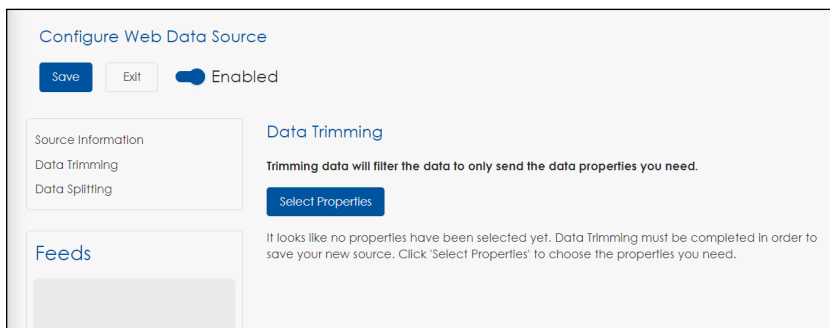 Configure Web Data Source
Save
Exit
Enabled
Source Information
Data Trimming
Data Splitting
Data Trimming
Trimming data will filter the data to only send the data properties you need.
Select Properties
It looks like no properties have been selected yet. Data Trimming must be completed in order to
save your new source. Click 'Select Properties' to choose the properties you need.
Feeds